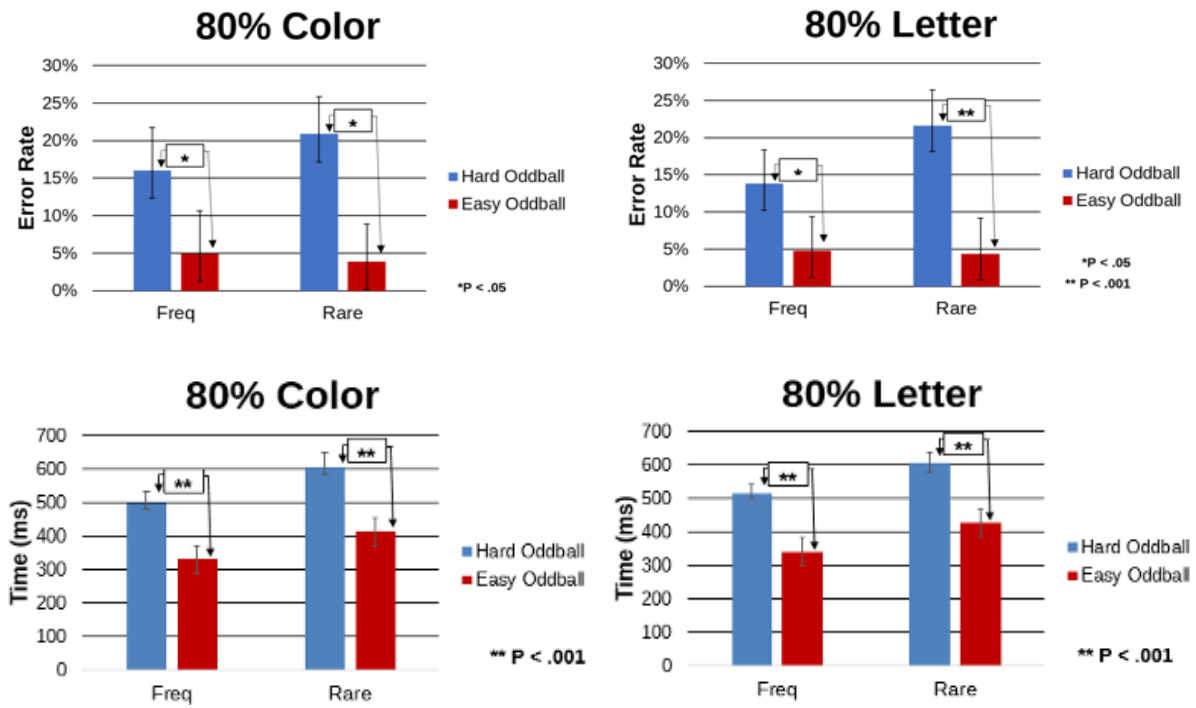 80% Color
30%
25%
20%
15%
10%
5%
0%
Error Rate
*
*
Freq
Rare
Hard Oddball
Easy Oddball
*P < .05
80% Letter
30%
25%
20%
15%
10%
5%
0%
Error Rate
*
**
Freq
Rare
Hard Oddball
Easy Oddball
*P < .05
** P < .001
80% Color
700
600
500
400
300
200
100
0
Time (ms)
**
**
Freq
Rare
Hard Oddball
Easy Oddball
** P < .001
80% Letter
700
600
500
400
300
200
100
0
Time (ms)
**
**
Freq
Rare
Hard Oddball
Easy Oddball
** P < .001